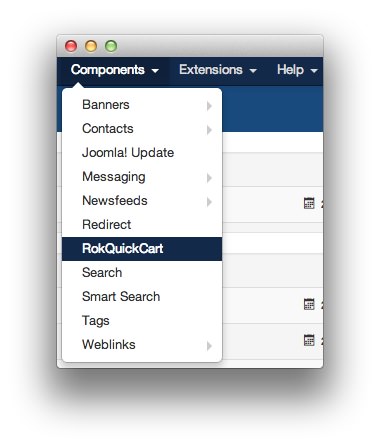 Components Extensions Help
Banners
Contacts
Joomla! Update
Messaging
Newsfeeds
Redirect
RokQuickCart
Search
Smart Search
Tags
Weblinks